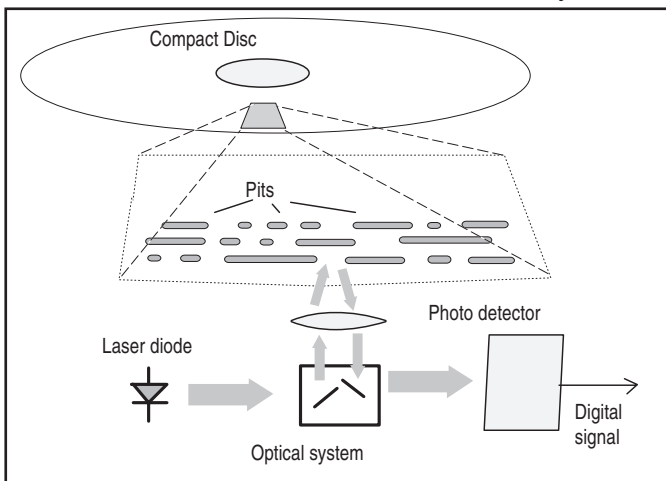 Compact Disc
Pits
Photo detector
Laser diode
Digital
signal
Optical system